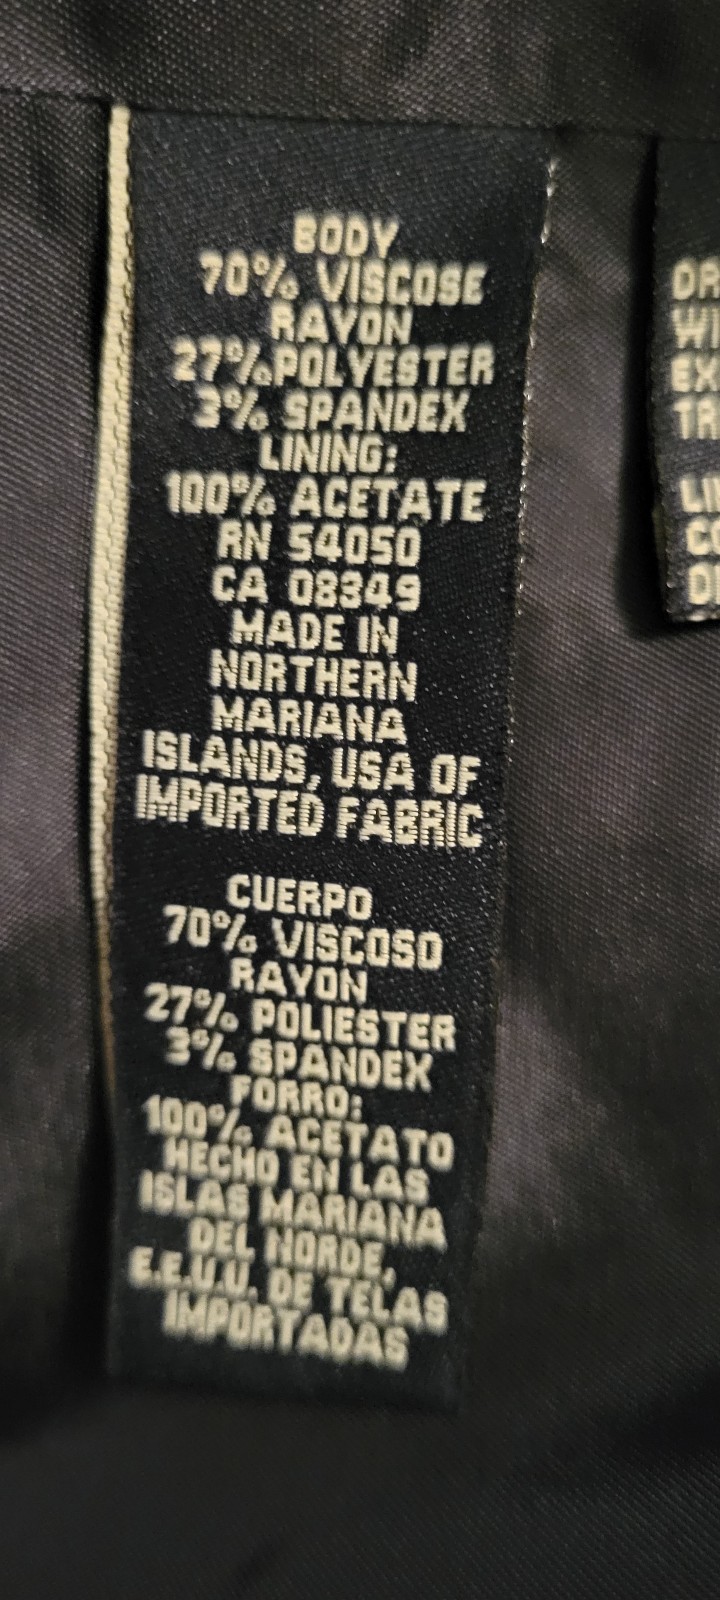 BODY
70% VISCOSE
RAYON
27% POLYESTER
3% SPANDEX
LINING:
100% ACETATE
RN 54050
CA 08349
MADE IN
NORTHERN
MARIANA
ISLANDS, USA OF
IMPORTED FABRIC
CUERPO
70% VISCOSO
RAYON
27% POLIESTER
3% SPANDEX
FORRO:
100% ACETATO
HECHO EN LAS
ISLAS MARIANA
DEL NORDE,
E.E.U.U. DE TELAS
IMPORTADAS